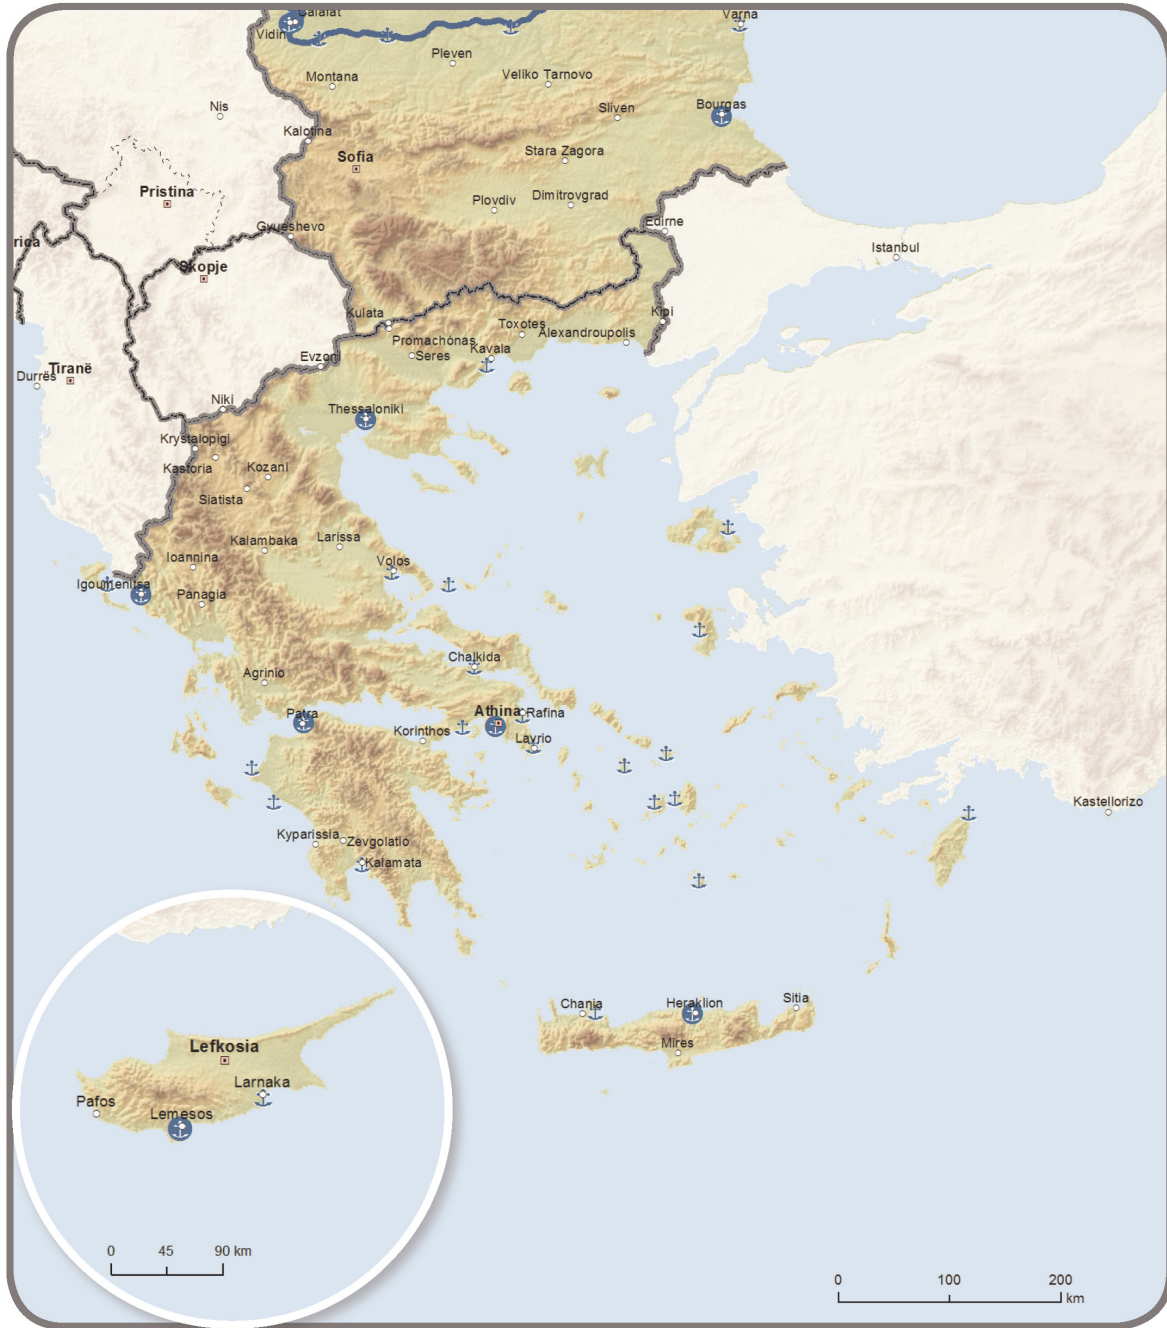 Calafat
Varna
Vidin
Pleven
Montana
Veliko Tarnovo
Nis
Sliven
Bourgas
Kalotina
Sofia
Stara Zagora
Pristina
Plovdiv
Dimitrovgrad
Gyueshevo
Edirne
rica
Istanbul
Skopje
Kulata
Kipi
Toxotes
Promachonas
Alexandroupolis
Seres
Kavala
Evzoni
Tiranë
Durrës
Niki
Thessaloniki
Krystalopigi
Kastoria
Kozani
Siatista
Kalambaka
Larissa
Ioannina
Volos
Igoumenitsa
Panagia
Chalkida
Agrinio
Patra
Athina
Rafina
Korinthos
Lavrio
Kastellorizo
Kyparissia
Zevgolatio
Kalamata
Chania
Heraklion
Sitia
Mires
Lefkosia
Larnaka
Pafos
Lemesos
0 45 90 km
0 100 200
km